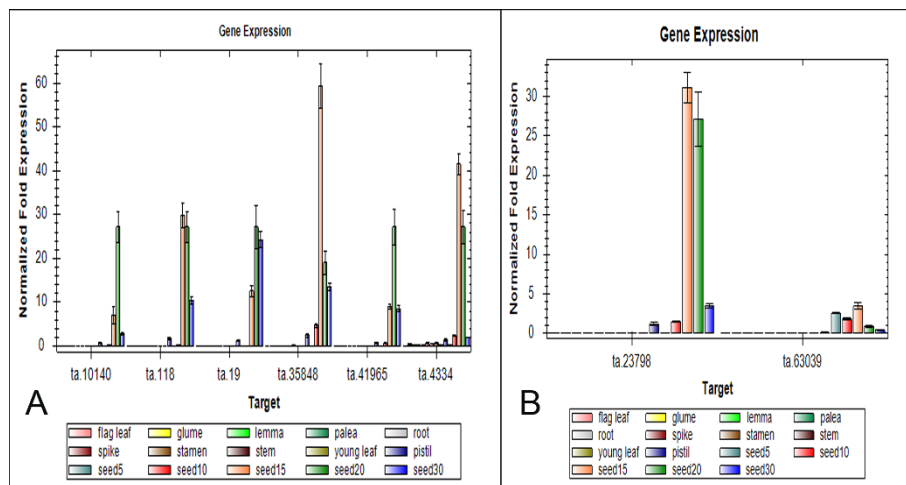 Gene Expression
Normalized Fold Expression
60
50
40
30
20
10
0
ta.10140 ta.118 ta.19 ta.35848 ta.41965 ta.4334
Target
A
flag leaf glume lemma palea root
spike stamen stem young leaf pistil
seed5 seed10 seed15 seed20 seed30
Gene Expression
Normalized Fold Expression
30
25
20
15
10
5
0
ta.23798 ta.63039
Target
B
flag leaf glume lemma palea
root spike stamen stem
young leaf pistil seed5 seed10
seed15 seed20 seed30